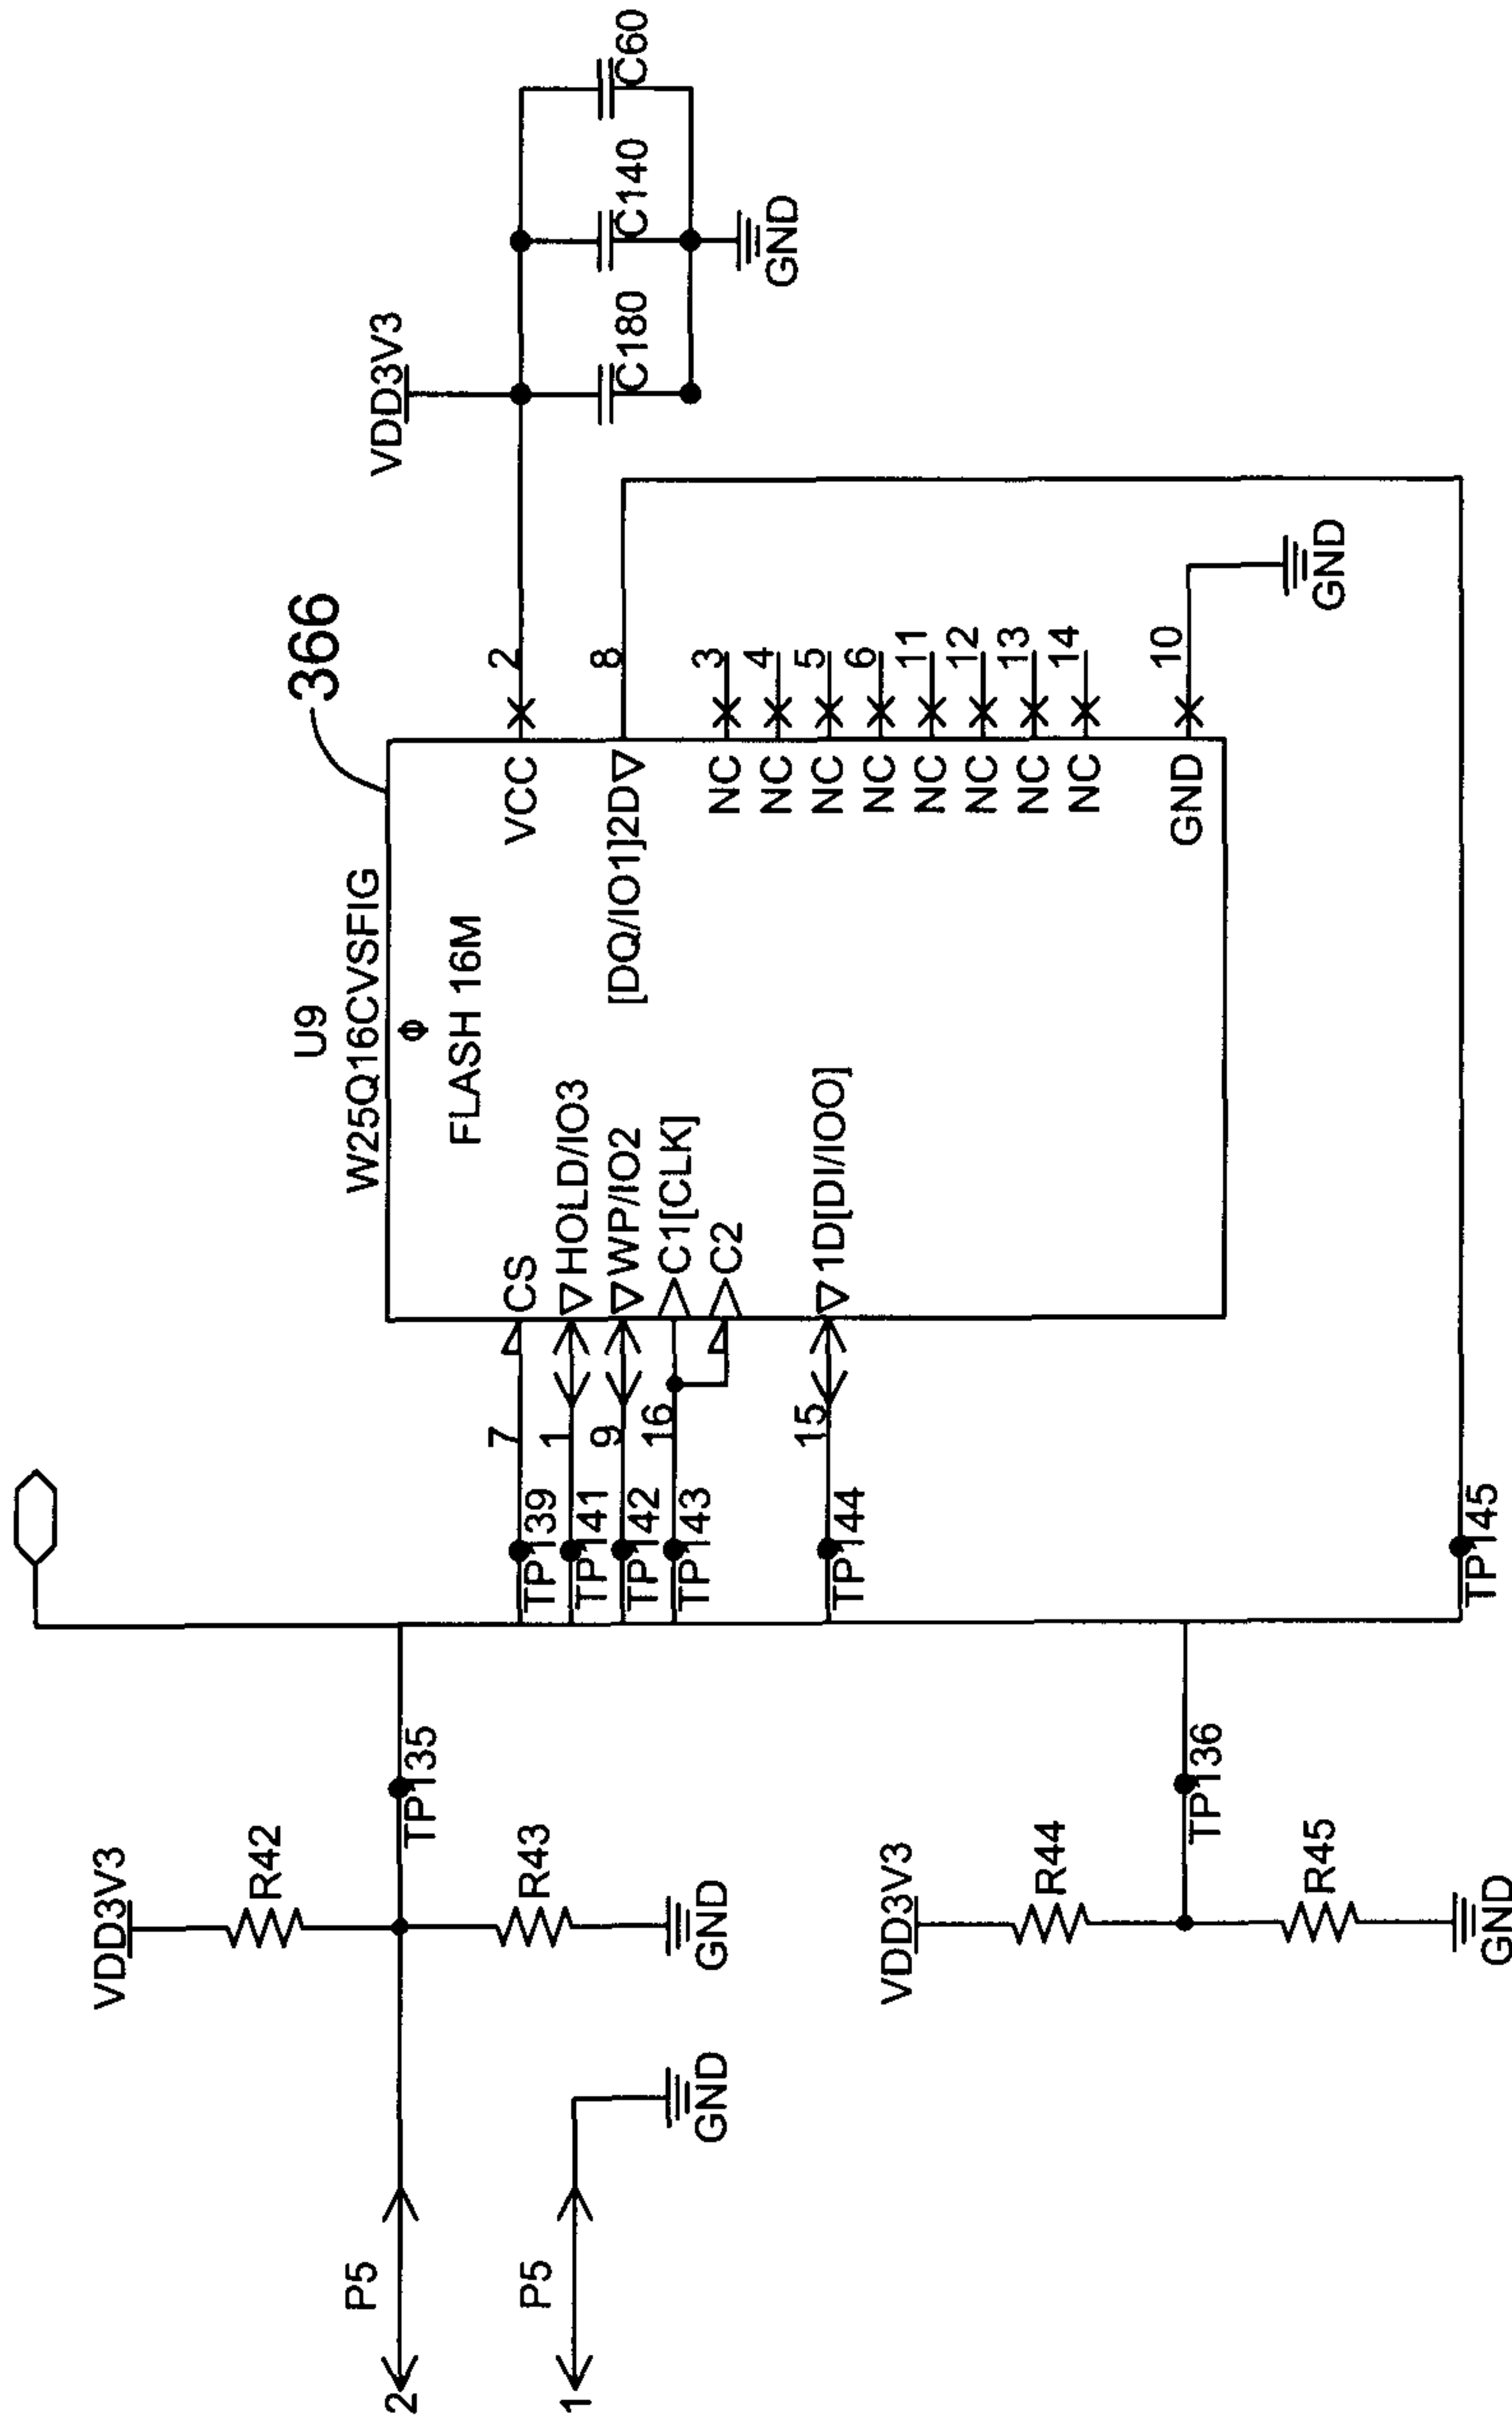 366
U9
W25Q16CVSFIG
Φ
FLASH 16M
CS
HOLD/IO3
WP/IO2
C1[CLK]
C2
1D[DI/IOO]
VCC
[DQ/IO1]2D
NC
NC
NC
NC
NC
NC
NC
NC
GND
7
1
9
16
15
2
8
3
4
5
6
11
12
13
14
10
TP139
TP141
TP142
TP143
TP144
TP145
VDD3V3
C180
C140
C60
GND
GND
VDD3V3
R42
TP135
R43
GND
P5
2
P5
1
GND
VDD3V3
R44
TP136
R45
GND